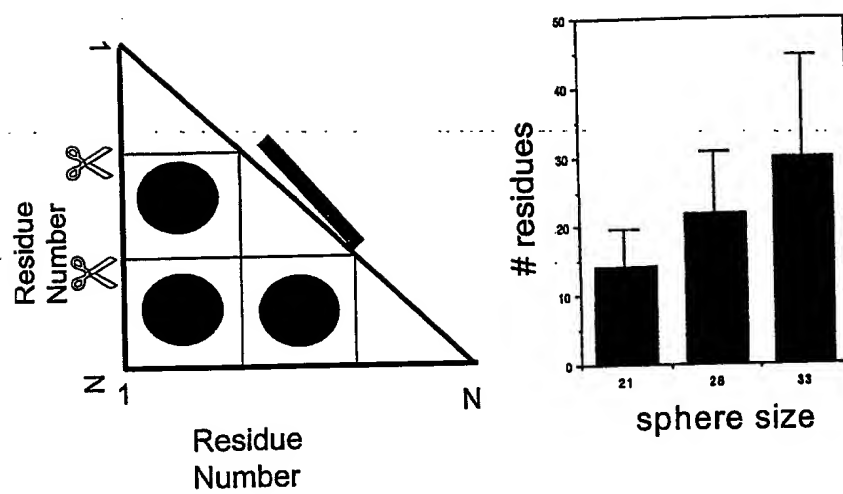 1
Residue
Number
N
1
N
Residue
Number
50
40
30
20
10
0
# residues
21
28
33
sphere size